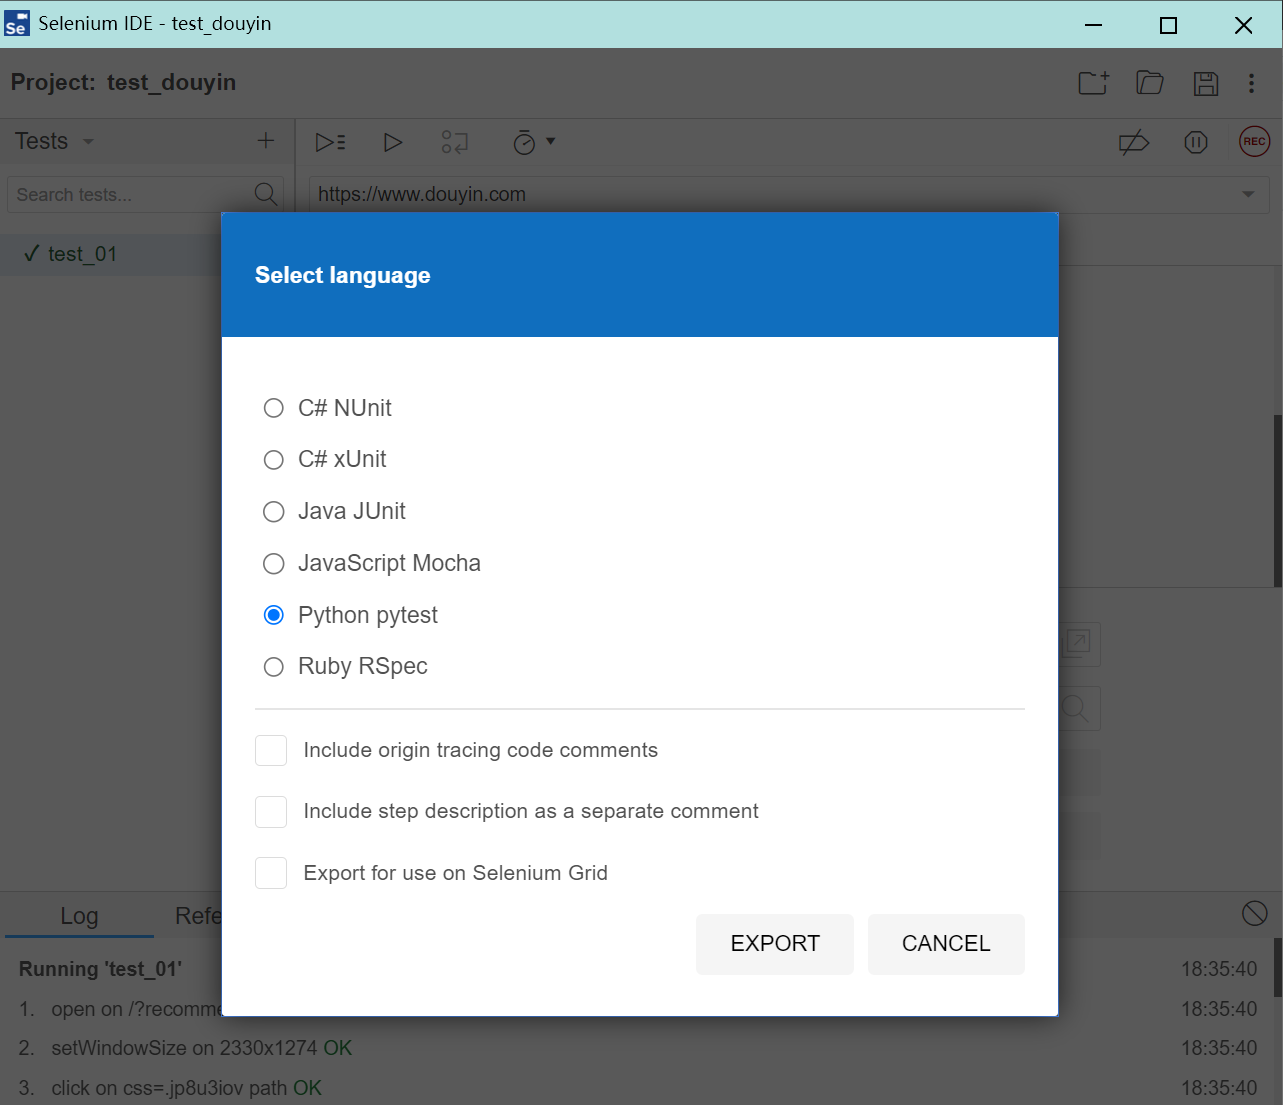 Selenium IDE - test_douyin
Project: test_douyin
Tests
REC
Search tests...
https://www.douyin.com
✓ test_01
Select language
C# NUnit
C# xUnit
Java JUnit
JavaScript Mocha
Python pytest
Ruby RSpec
Include origin tracing code comments
Include step description as a separate comment
Export for use on Selenium Grid
EXPORT
CANCEL
Log
Refe
Running 'test_01' 18:35:40
1. open on /?recomme 18:35:40
2. setWindowSize on 2330x1274 OK 18:35:40
3. click on css=.jp8u3iov path OK 18:35:40